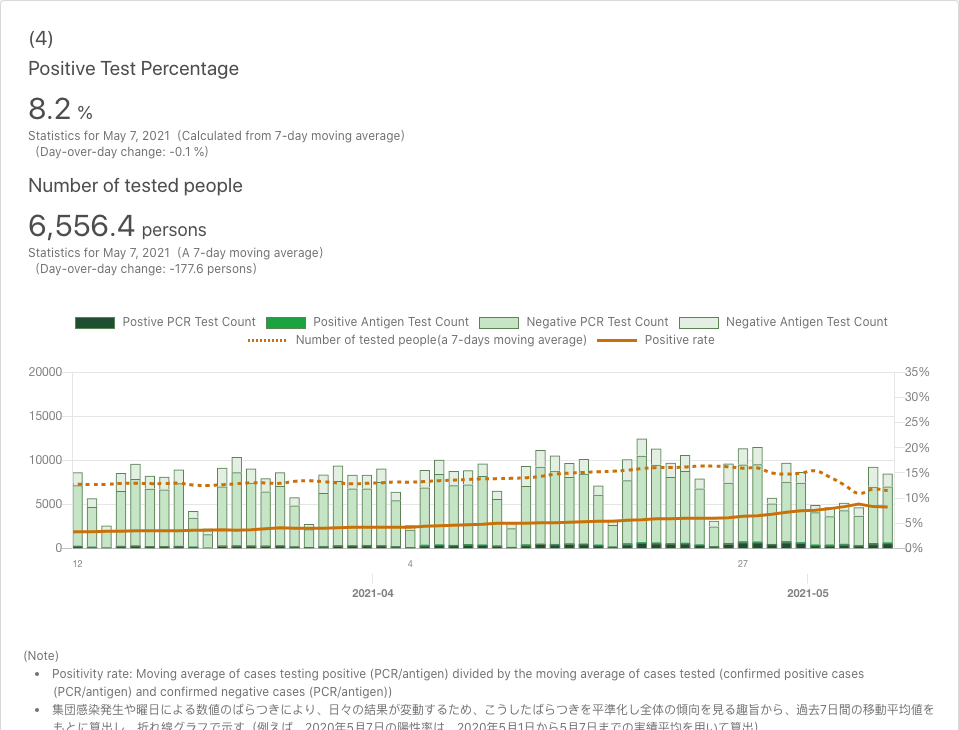 (4)
Positive Test Percentage
8.2 %
Statistics for May 7, 2021 (Calculated from 7-day moving average)
(Day-over-day change: -0.1 %)
Number of tested people
6,556.4 persons
Statistics for May 7, 2021 (A 7-day moving average)
(Day-over-day change: -177.6 persons)
Postive PCR Test Count Positive Antigen Test Count Negative PCR Test Count Negative Antigen Test Count
Number of tested people(a 7-days moving average) Positive rate
20000 35%
30%
15000 25%
20%
10000 15%
5000 10%
5%
0 0%
12 4 27
2021-04 2021-05
(Note)
• Positivity rate: Moving average of cases testing positive (PCR/antigen) divided by the moving average of cases tested (confirmed positive cases
(PCR/antigen) and confirmed negative cases (PCR/antigen))
• 集団感染発生や曜日による数値のばらつきにより、日々の結果が変動するため、こうしたばらつきを平準化し全体の傾向を見る趣旨から、過去7日間の移動平均値を
もとに算出し、折れ線グラフで示す（例えば、2020年5月7日の陽性率は、2020年5月1日から5月7日までの実績平均を用いて算出）